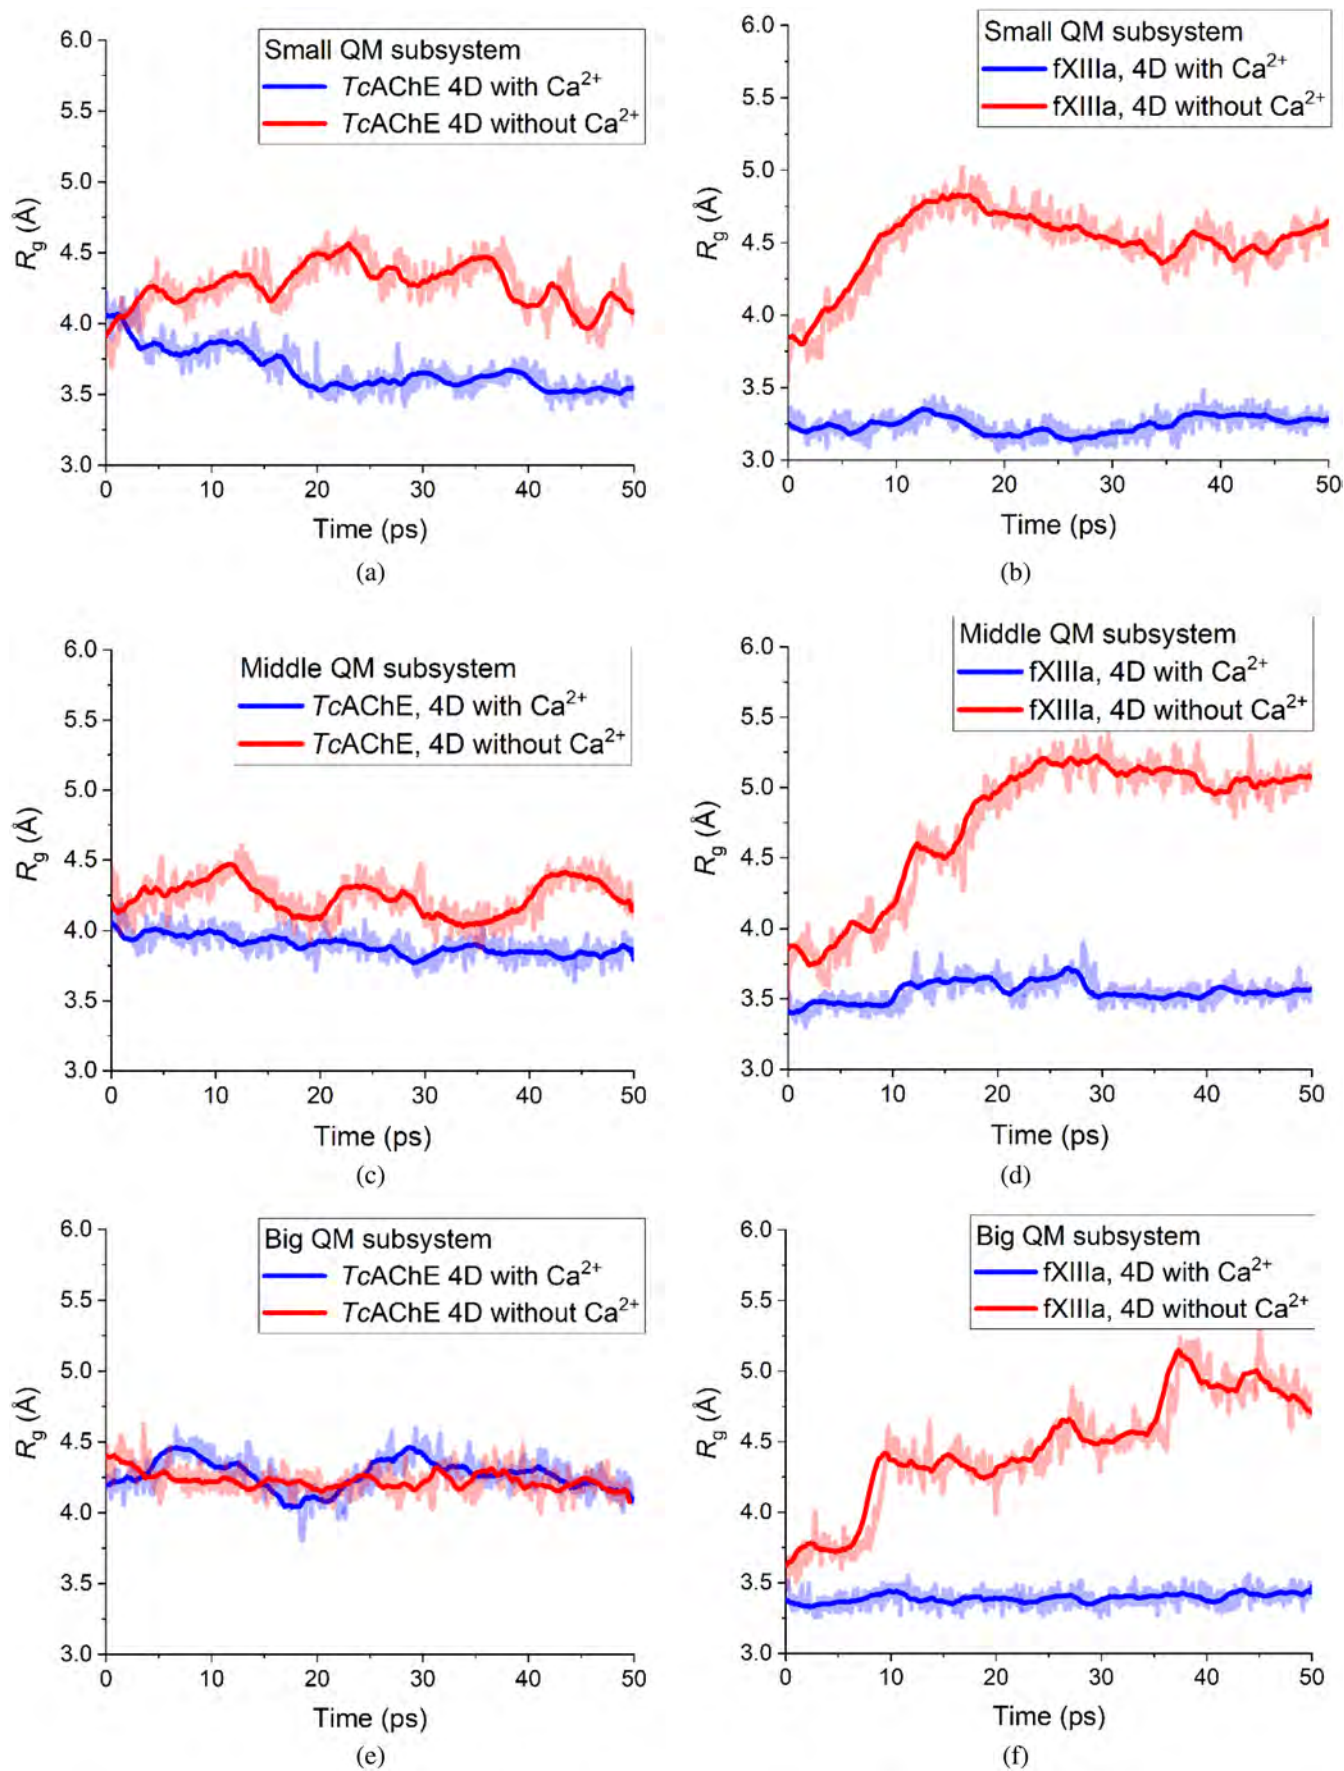 Small QM subsystem
TcAChE 4D with Ca²⁺
TcAChE 4D without Ca²⁺
6.0
5.5
5.0
4.5
4.0
3.5
3.0
Rg (Å)
0 10 20 30 40 50
Time (ps)
(a)
Small QM subsystem
fXIIIa, 4D with Ca²⁺
fXIIIa, 4D without Ca²⁺
6.0
5.5
5.0
4.5
4.0
3.5
3.0
Rg (Å)
0 10 20 30 40 50
Time (ps)
(b)
Middle QM subsystem
TcAChE, 4D with Ca²⁺
TcAChE, 4D without Ca²⁺
6.0
5.5
5.0
4.5
4.0
3.5
3.0
Rg (Å)
0 10 20 30 40 50
Time (ps)
(c)
Middle QM subsystem
fXIIIa, 4D with Ca²⁺
fXIIIa, 4D without Ca²⁺
6.0
5.5
5.0
4.5
4.0
3.5
3.0
Rg (Å)
0 10 20 30 40 50
Time (ps)
(d)
Big QM subsystem
TcAChE 4D with Ca²⁺
TcAChE 4D without Ca²⁺
6.0
5.5
5.0
4.5
4.0
3.5
3.0
Rg (Å)
0 10 20 30 40 50
Time (ps)
(e)
Big QM subsystem
fXIIIa, 4D with Ca²⁺
fXIIIa, 4D without Ca²⁺
6.0
5.5
5.0
4.5
4.0
3.5
3.0
Rg (Å)
0 10 20 30 40 50
Time (ps)
(f)